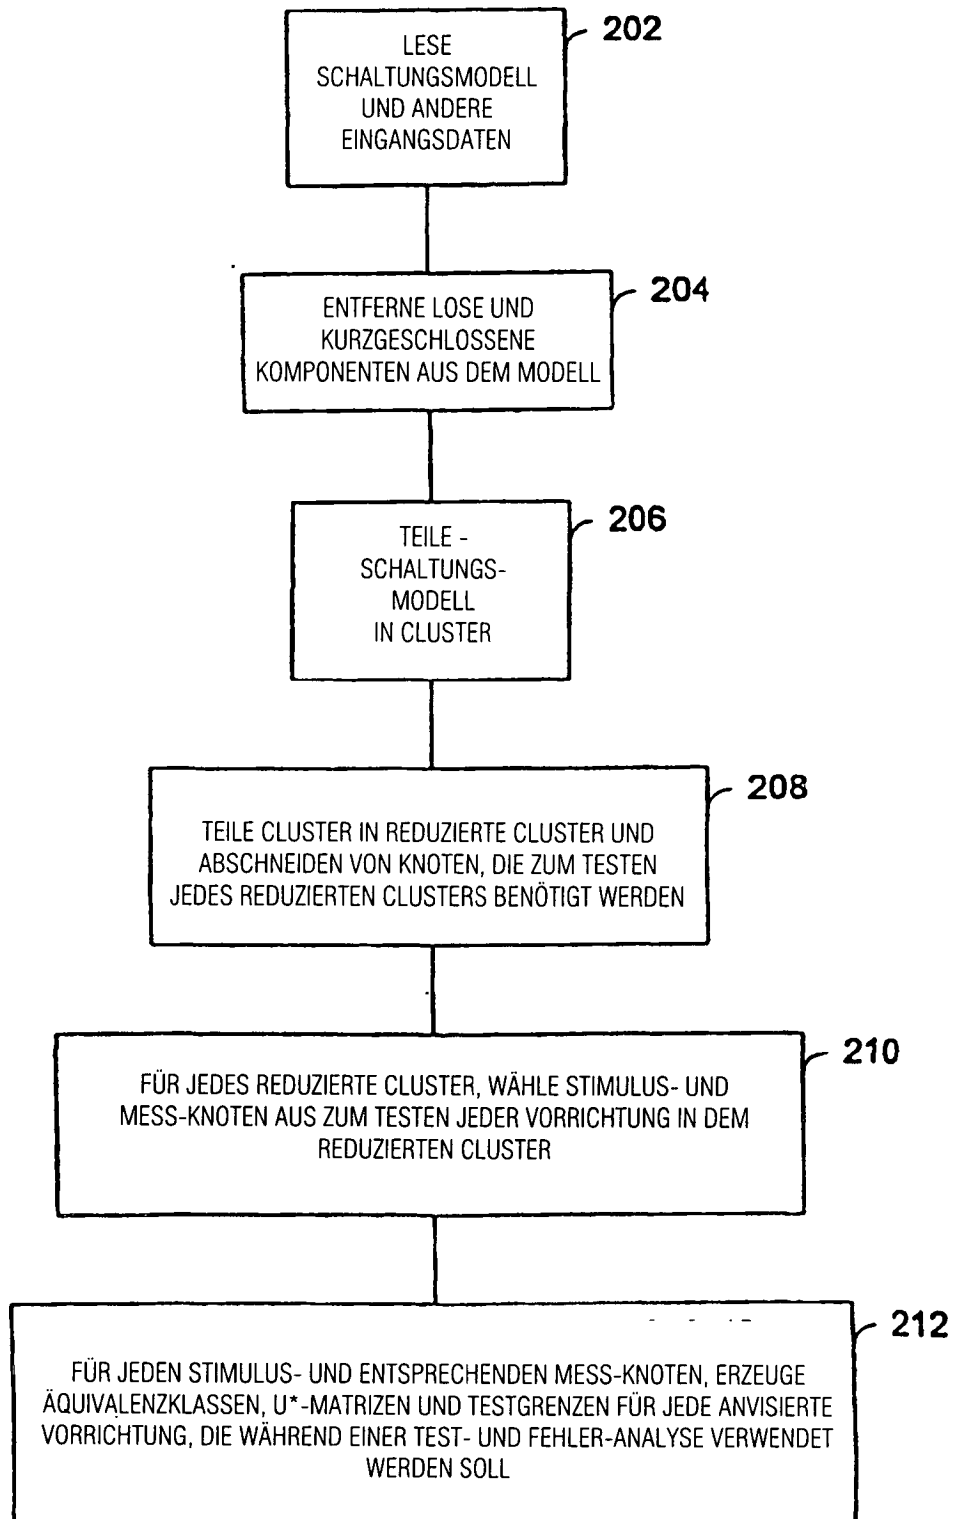 202
LESE
SCHALTUNGSMODELL
UND ANDERE
EINGANGSDATEN
204
ENTFERNE LOSE UND
KURZGESCHLOSSENE
KOMPONENTEN AUS DEM MODELL
206
TEILE -
SCHALTUNGS-
MODELL
IN CLUSTER
208
TEILE CLUSTER IN REDUZIERTE CLUSTER UND
ABSCHNEIDEN VON KNOTEN, DIE ZUM TESTEN
JEDES REDUZIERTEN CLUSTERS BENÖTIGT WERDEN
210
FÜR JEDES REDUZIERTE CLUSTER, WÄHLE STIMULUS- UND
MESS-KNOTEN AUS ZUM TESTEN JEDER VORRICHTUNG IN DEM
REDUZIERTEN CLUSTER
212
FÜR JEDEN STIMULUS- UND ENTSPRECHENDEN MESS-KNOTEN, ERZEUGE
ÄQUIVALENZKLASSEN, U*-MATRIZEN UND TESTGRENZEN FÜR JEDE ANVISIERTE
VORRICHTUNG, DIE WÄHREND EINER TEST- UND FEHLER-ANALYSE VERWENDET
WERDEN SOLL